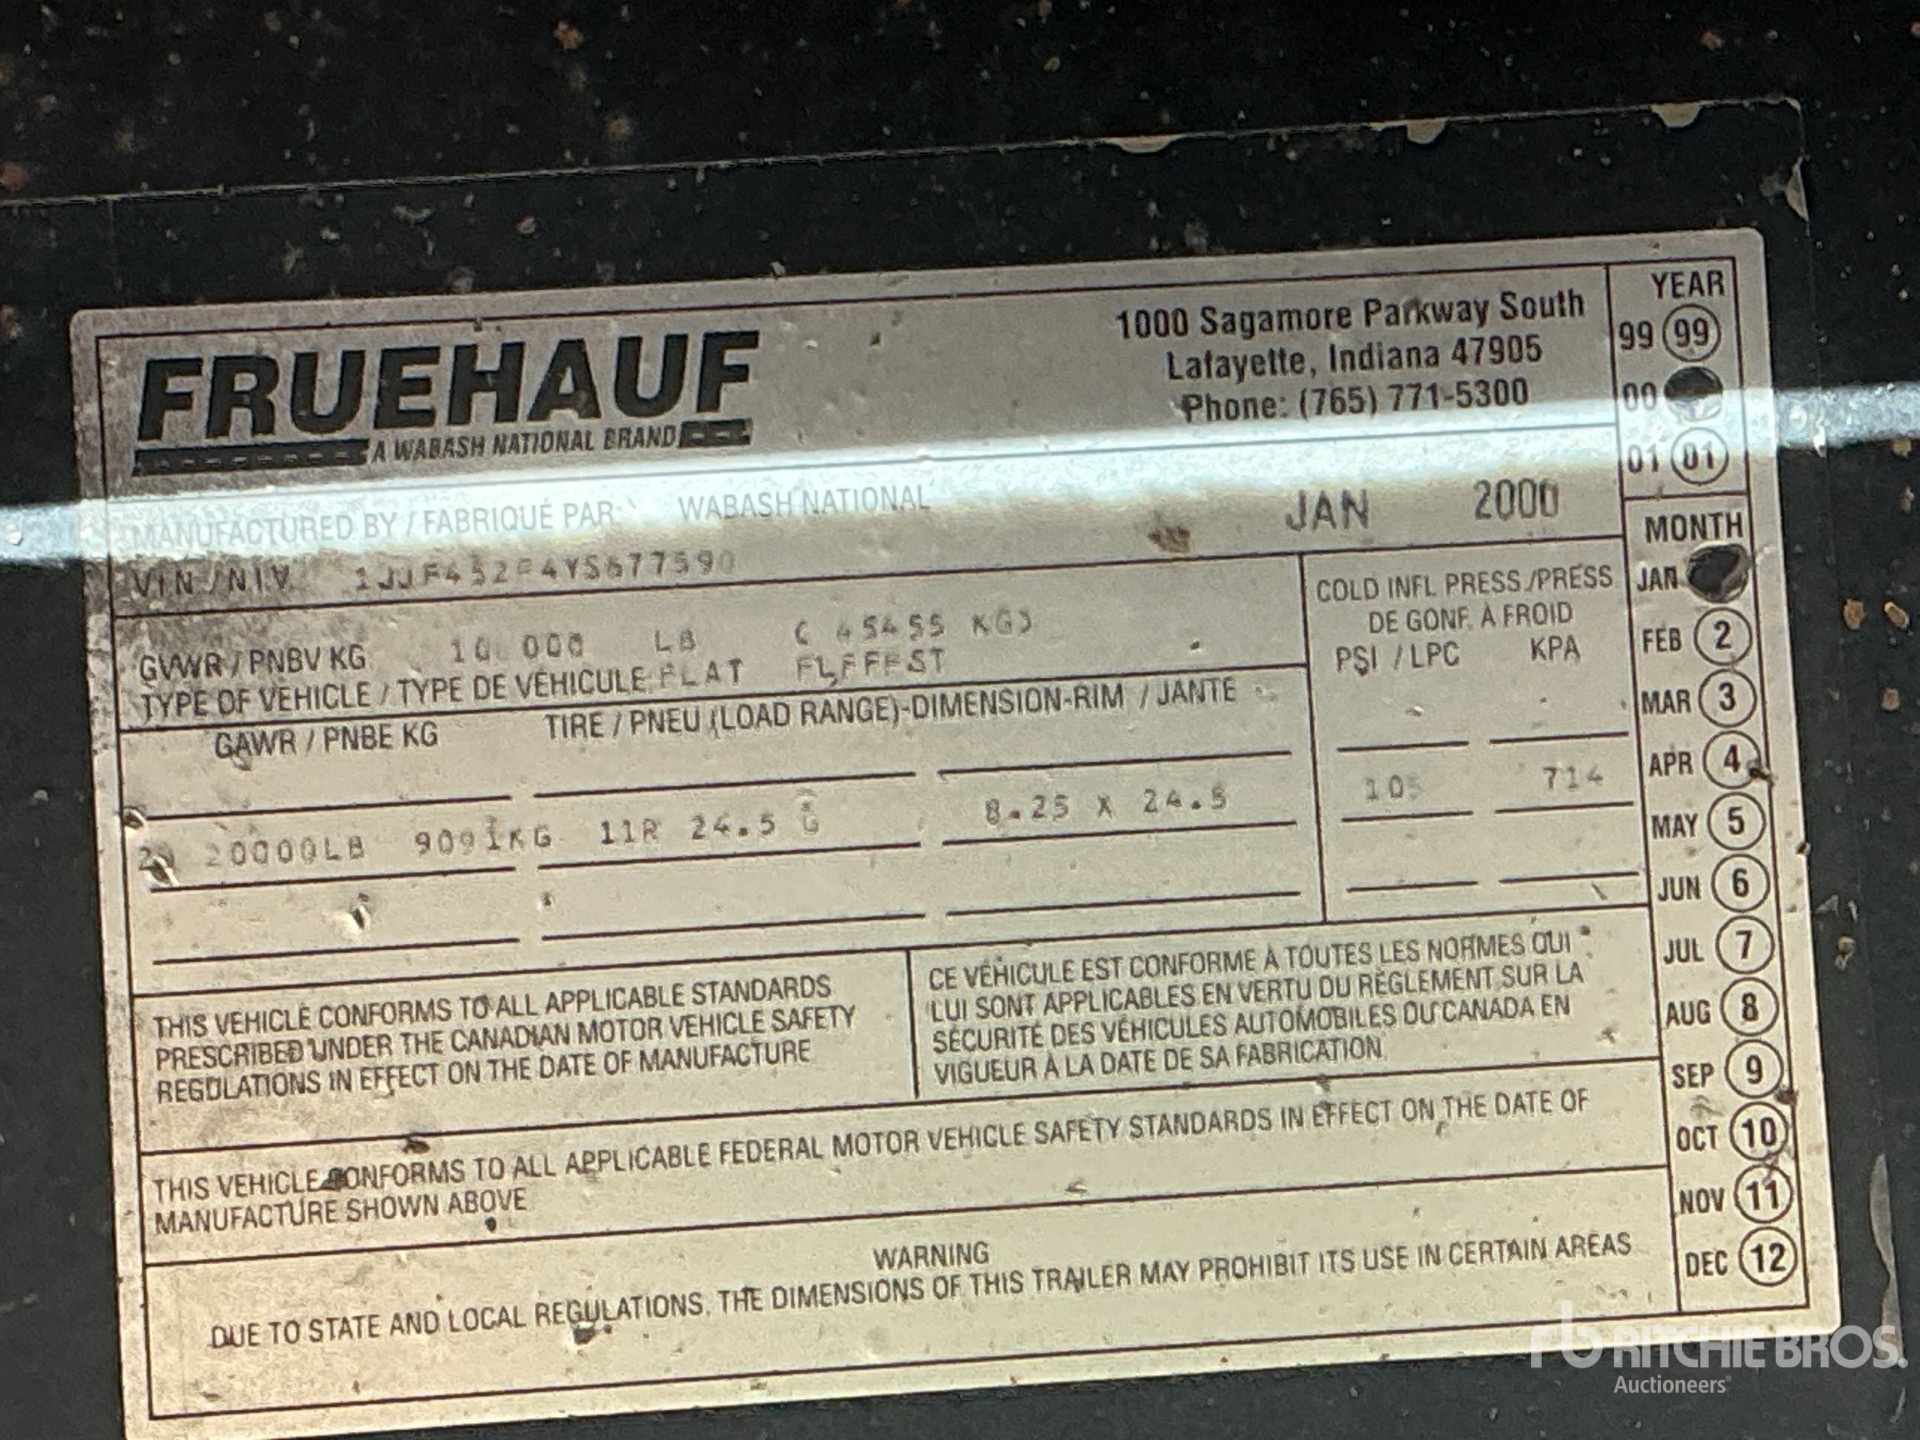 FRUEHAUF
A WABASH NATIONAL BRAND
1000 Sagamore Parkway South
Lafayette, Indiana 47905
Phone: (765) 771-5300
YEAR
99 99
00
01 01
MANUFACTURED BY / FABRIQUÉ PAR: WABASH NATIONAL
JAN 2000
VIN / N.I.V.
GVWR / PNBV KG 10 000 LB ( 45455 KG)
TYPE OF VEHICLE / TYPE DE VÉHICULE: FLAT
GAWR / PNBE KG
TIRE / PNEU (LOAD RANGE)-DIMENSION-RIM / JANTE
COLD INFL PRESS./PRESS
DE GONF. À FROID
PSI / LPC KPA
20000LB 9091KG 11R 24.5 G 8.25 X 24.5 105 714
THIS VEHICLE CONFORMS TO ALL APPLICABLE STANDARDS
PRESCRIBED UNDER THE CANADIAN MOTOR VEHICLE SAFETY
REGULATIONS IN EFFECT ON THE DATE OF MANUFACTURE
CE VÉHICULE EST CONFORME À TOUTES LES NORMES QUI
LUI SONT APPLICABLES EN VERTU DU RÈGLEMENT SUR LA
SÉCURITÉ DES VÉHICULES AUTOMOBILES DU CANADA EN
VIGUEUR À LA DATE DE SA FABRICATION
THIS VEHICLE CONFORMS TO ALL APPLICABLE FEDERAL MOTOR VEHICLE SAFETY STANDARDS IN EFFECT ON THE DATE OF
MANUFACTURE SHOWN ABOVE
WARNING
DUE TO STATE AND LOCAL REGULATIONS, THE DIMENSIONS OF THIS TRAILER MAY PROHIBIT ITS USE IN CERTAIN AREAS
MONTH
JAN
FEB 2
MAR 3
APR 4
MAY 5
JUN 6
JUL 7
AUG 8
SEP 9
OCT 10
NOV 11
DEC 12
rb RITCHIE BROS.
Auctioneers